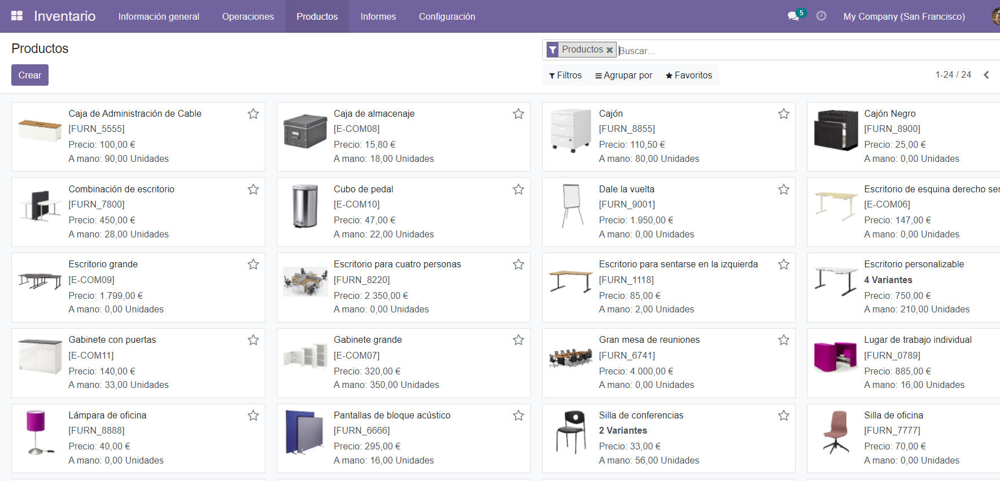 Inventario Información general Operaciones Productos Informes Configuración 5 My Company (San Francisco)
Productos
Productos Buscar...
Crear
Filtros Agrupar por Favoritos 1-24 / 24
Caja de Administración de Cable
[FURN_5555]
Precio: 100,00 €
A mano: 90,00 Unidades
Caja de almacenaje
[E-COM08]
Precio: 15,80 €
A mano: 18,00 Unidades
Cajón
[FURN_8855]
Precio: 110,50 €
A mano: 80,00 Unidades
Cajón Negro
[FURN_8900]
Precio: 25,00 €
A mano: 0,00 Unidades
Combinación de escritorio
[FURN_7800]
Precio: 450,00 €
A mano: 28,00 Unidades
Cubo de pedal
[E-COM10]
Precio: 47,00 €
A mano: 22,00 Unidades
Dale la vuelta
[FURN_9001]
Precio: 1.950,00 €
A mano: 0,00 Unidades
Escritorio de esquina derecho ser
[E-COM06]
Precio: 147,00 €
A mano: 0,00 Unidades
Escritorio grande
[E-COM09]
Precio: 1.799,00 €
A mano: 0,00 Unidades
Escritorio para cuatro personas
[FURN_8220]
Precio: 2.350,00 €
A mano: 0,00 Unidades
Escritorio para sentarse en la izquierda
[FURN_1118]
Precio: 85,00 €
A mano: 2,00 Unidades
Escritorio personalizable
4 Variantes
Precio: 750,00 €
A mano: 210,00 Unidades
Gabinete con puertas
[E-COM11]
Precio: 140,00 €
A mano: 33,00 Unidades
Gabinete grande
[E-COM07]
Precio: 320,00 €
A mano: 350,00 Unidades
Gran mesa de reuniones
[FURN_6741]
Precio: 4.000,00 €
A mano: 0,00 Unidades
Lugar de trabajo individual
[FURN_0789]
Precio: 885,00 €
A mano: 16,00 Unidades
Lámpara de oficina
[FURN_8888]
Precio: 40,00 €
A mano: 0,00 Unidades
Pantallas de bloque acústico
[FURN_6666]
Precio: 295,00 €
A mano: 16,00 Unidades
Silla de conferencias
2 Variantes
Precio: 33,00 €
A mano: 56,00 Unidades
Silla de oficina
[FURN_7777]
Precio: 70,00 €
A mano: 0,00 Unidades